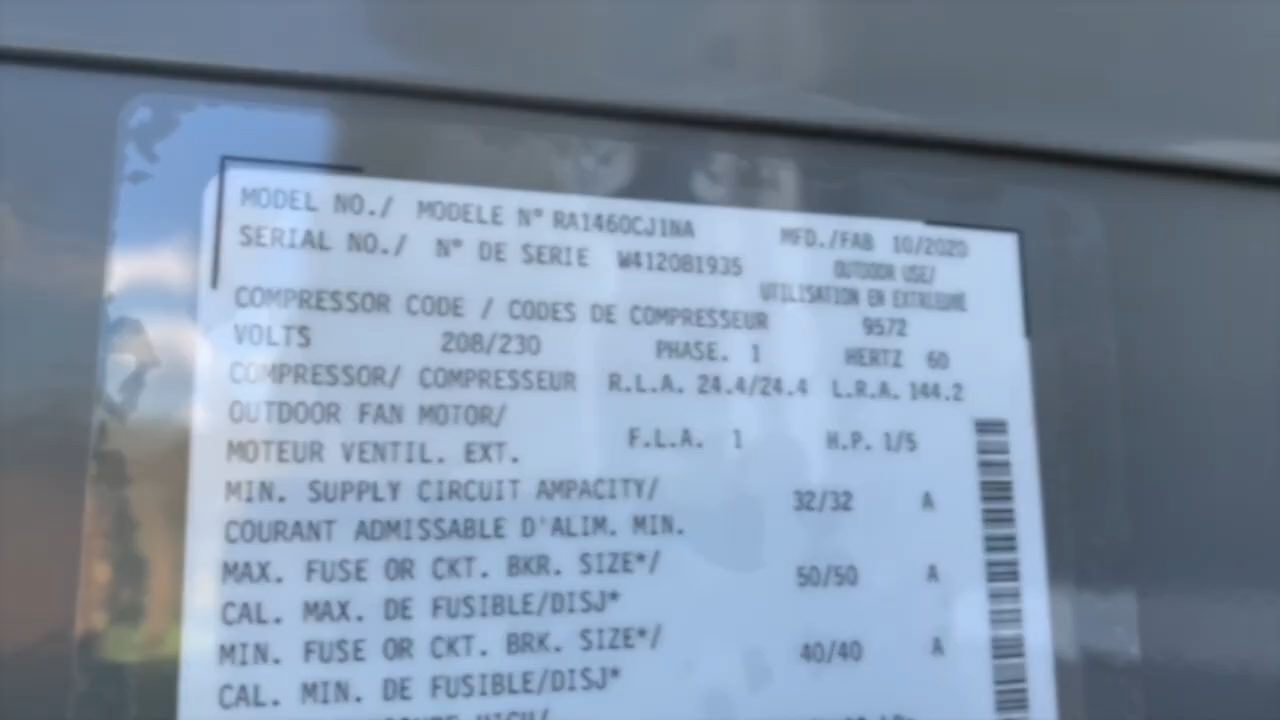 MODEL NO./ MODELE N° RA1460CJ1NA MFD./FAB 10/2020
SERIAL NO./ N° DE SERIE W412081935 OUTDOOR USE/
UTILISATION EN
COMPRESSOR CODE / CODES DE COMPRESSEUR 9572
VOLTS 208/230 PHASE. 1 HERTZ 60
COMPRESSOR/ COMPRESSEUR R.L.A. 24.4/24.4 L.R.A. 144.2
OUTDOOR FAN MOTOR/
MOTEUR VENTIL. EXT. F.L.A. 1 H.P. 1/5
MIN. SUPPLY CIRCUIT AMPACITY/ 32/32 A
COURANT ADMISSABLE D'ALIM. MIN.
MAX. FUSE OR CKT. BKR. SIZE*/ 50/50 A
CAL. MAX. DE FUSIBLE/DISJ*
MIN. FUSE OR CKT. BRK. SIZE*/ 40/40 A
CAL. MIN. DE FUSIBLE/DISJ*